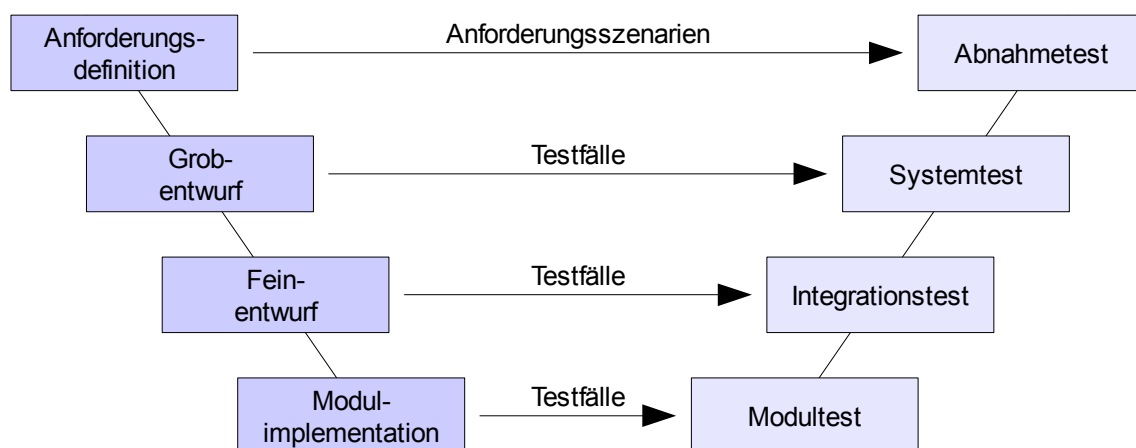 Anforderungs-
definition
Anforderungsszenarien
Abnahmetest
Grob-
entwurf
Testfälle
Systemtest
Fein-
entwurf
Testfälle
Integrationstest
Modul-
implementation
Testfälle
Modultest